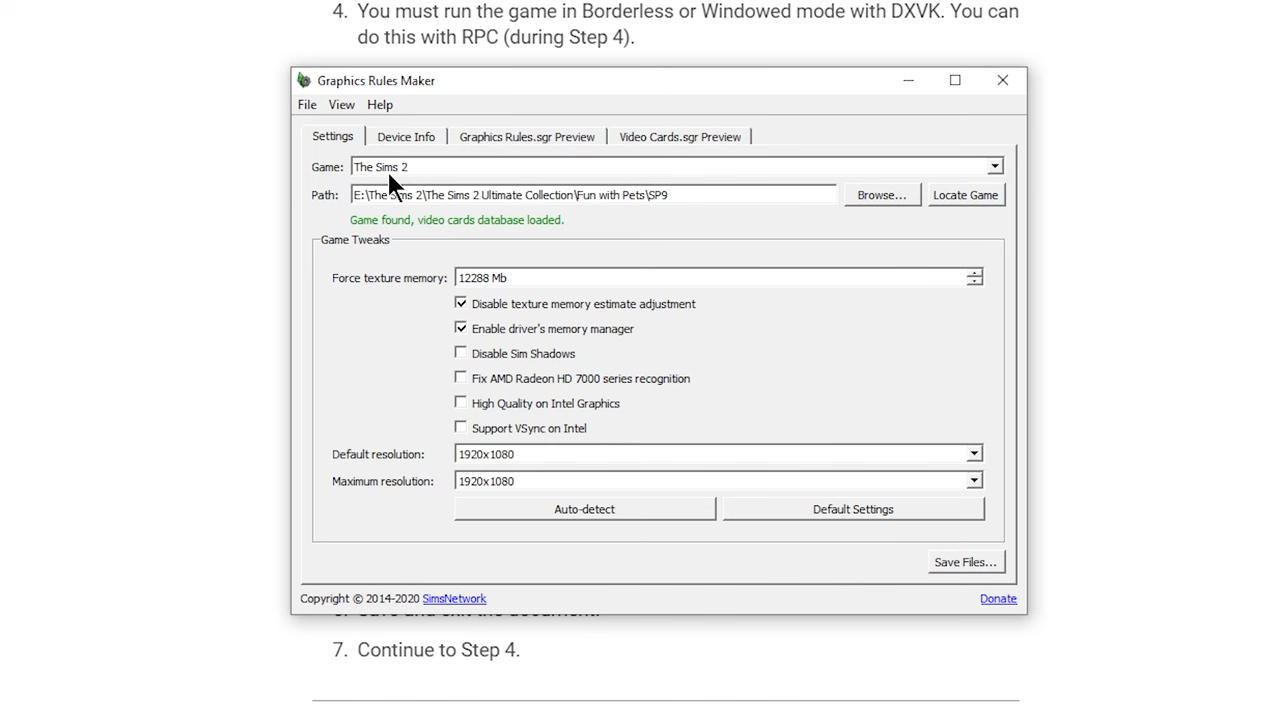 4. You must run the game in Borderless or Windowed mode with DXVK. You can
do this with RPC (during Step 4).
Graphics Rules Maker
File View Help
Settings Device Info Graphics Rules.sgr Preview Video Cards.sgr Preview
Game: The Sims 2
Path: E:\The Sims 2\The Sims 2 Ultimate Collection\Fun with Pets\SP9 Browse... Locate Game
Game found, video cards database loaded.
Game Tweaks
Force texture memory: 12288 Mb
Disable texture memory estimate adjustment
Enable driver's memory manager
Disable Sim Shadows
Fix AMD Radeon HD 7000 series recognition
High Quality on Intel Graphics
Support VSync on Intel
Default resolution: 1920x1080
Maximum resolution: 1920x1080
Auto-detect Default Settings
Save Files...
Copyright © 2014-2020 SimsNetwork Donate
7. Continue to Step 4.